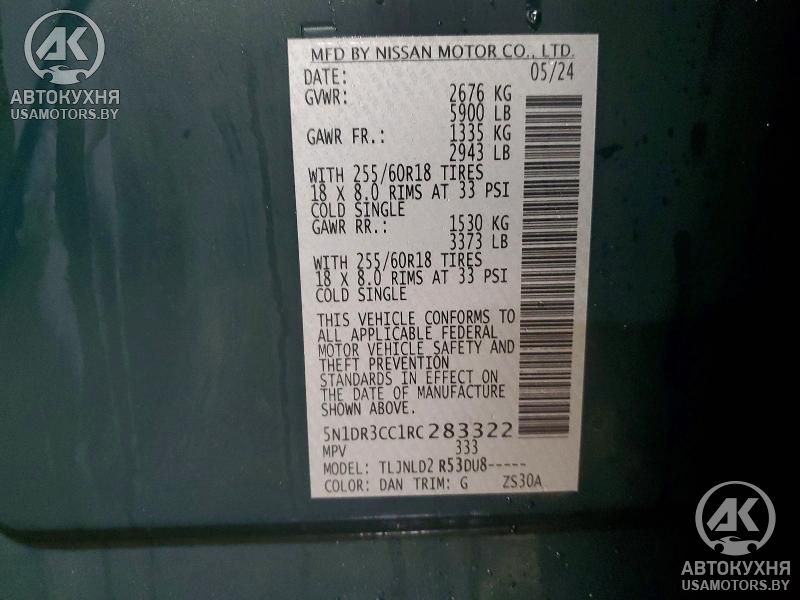 AK
АВТОКУХНЯ
USAMOTORS.BY
MFD BY NISSAN MOTOR CO., LTD.
DATE: 05/24
GVWR: 2676 KG
5900 LB
GAWR FR.: 1335 KG
2943 LB
WITH 255/60R18 TIRES
18 X 8.0 RIMS AT 33 PSI
COLD SINGLE
GAWR RR.: 1530 KG
3373 LB
WITH 255/60R18 TIRES
18 X 8.0 RIMS AT 33 PSI
COLD SINGLE
THIS VEHICLE CONFORMS TO
ALL APPLICABLE FEDERAL
MOTOR VEHICLE SAFETY AND
THEFT PREVENTION
STANDARDS IN EFFECT ON
THE DATE OF MANUFACTURE
SHOWN ABOVE.
5N1DR3CC1RC283322
MPV 333
MODEL: TLJNLD2 R53DU8-----
COLOR: DAN TRIM: G ZS30A
AK
АВТОКУХНЯ
USAMOTORS.BY